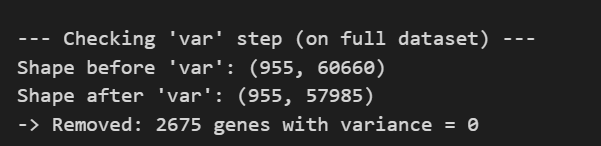 --- Checking 'var' step (on full dataset) ---
Shape before 'var': (955, 60660)
Shape after 'var': (955, 57985)
-> Removed: 2675 genes with variance = 0